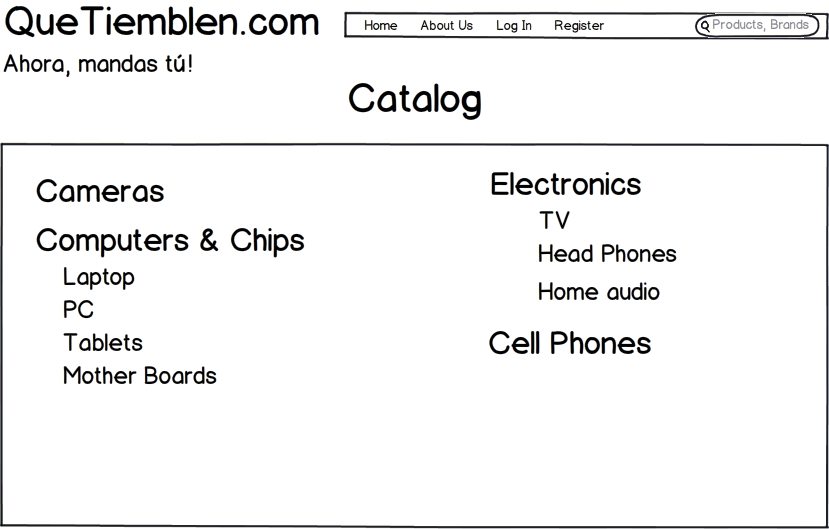 QueTiemblen.com
Home About Us Log In Register Products, Brands
Ahora, mandas tú!
Catalog
Cameras
Computers & Chips
Laptop
PC
Tablets
Mother Boards
Electronics
TV
Head Phones
Home audio
Cell Phones